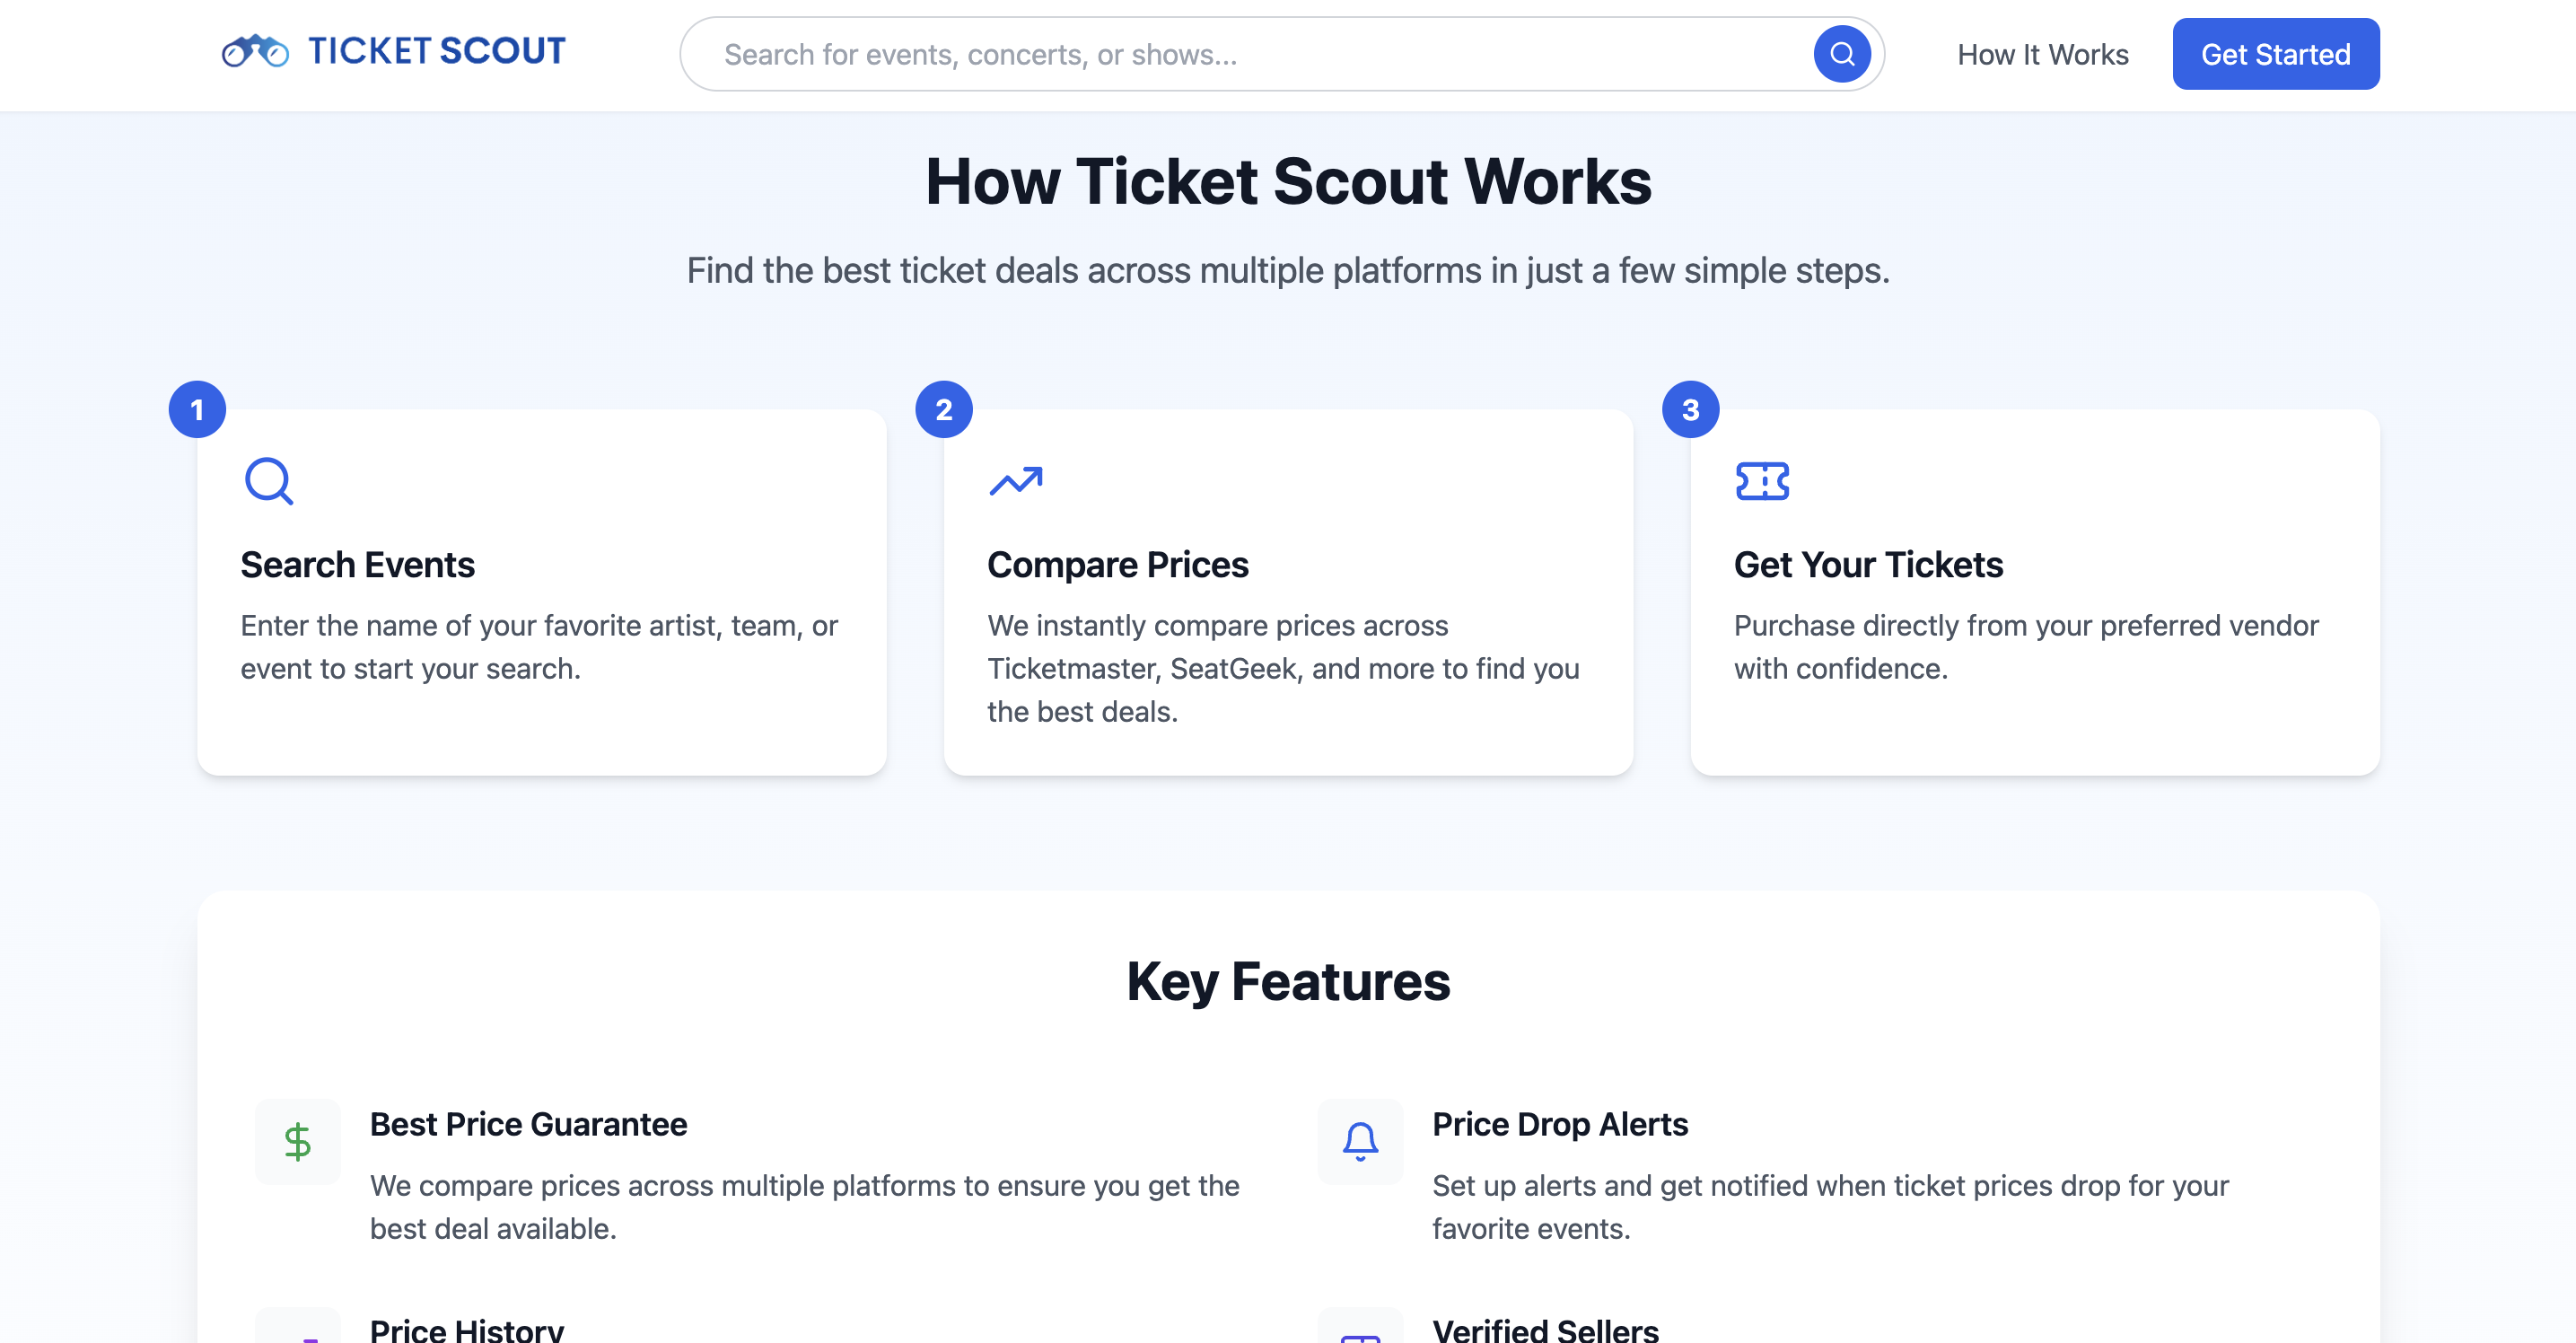 TICKET SCOUT
Search for events, concerts, or shows...
How It Works
Get Started
How Ticket Scout Works
Find the best ticket deals across multiple platforms in just a few simple steps.
1
Search Events
Enter the name of your favorite artist, team, or
event to start your search.
2
Compare Prices
We instantly compare prices across
Ticketmaster, SeatGeek, and more to find you
the best deals.
3
Get Your Tickets
Purchase directly from your preferred vendor
with confidence.
Key Features
$
Best Price Guarantee
We compare prices across multiple platforms to ensure you get the
best deal available.
Price Drop Alerts
Set up alerts and get notified when ticket prices drop for your
favorite events.
Price History
Verified Sellers